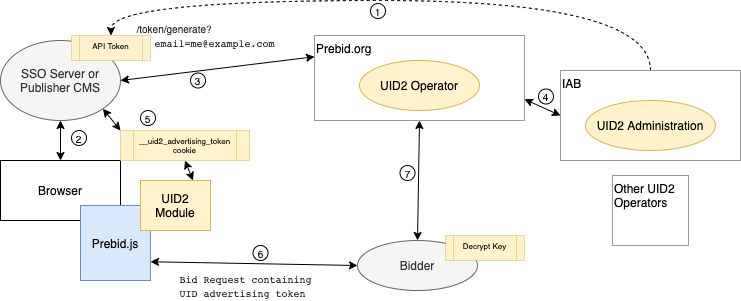 1
/token/generate?
email=me@example.com
API Token
SSO Server or
Publisher CMS
3
Prebid.org
UID2 Operator
4
IAB
UID2 Administration
5
2
__uid2_advertising_token
cookie
7
Browser
UID2
Module
Other UID2
Operators
Prebid.js
6
Decrypt Key
Bidder
Bid Request containing
UID advertising token